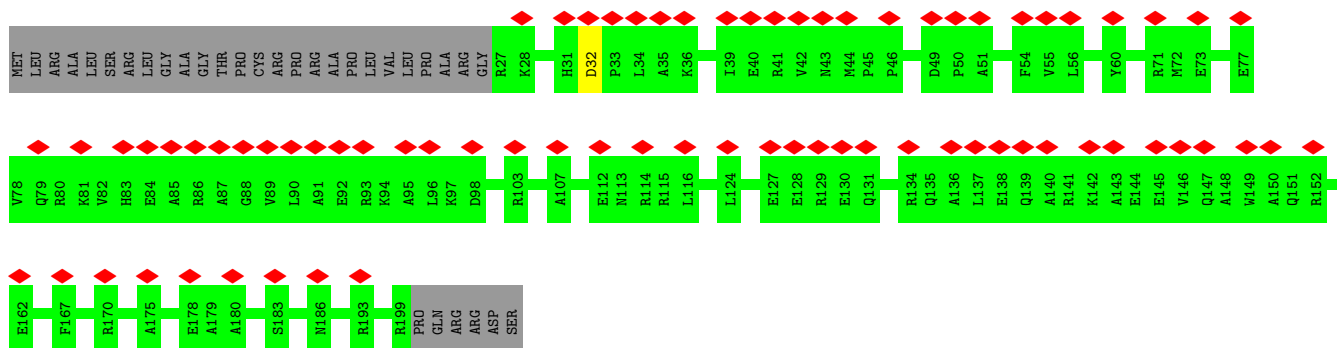 MET LEU ARG ALA LEU SER ARG LEU GLY ALA GLY THR PRO CYS ARG PRO ARG ALA PRO LEU VAL LEU PRO ALA ARG GLY R27 K28 H31 D32 P33 L34 A35 K36 I39 E40 R41 V42 N43 M44 P45 P46 D49 P50 A51 F54 V55 L56 Y60 R71 M72 E73 E77
V78 Q79 R80 K81 V82 H83 E84 A85 R86 A87 G88 V89 L90 A91 E92 R93 K94 A95 L96 K97 D98 R103 A107 E112 N113 R114 R115 L116 L124 E127 E128 R129 E130 Q131 R134 Q135 A136 L137 E138 Q139 A140 R141 K142 A143 E144 E145 V146 Q147 A148 W149 A150 Q151 R152
E162 F167 R170 A175 E178 A179 A180 S183 N186 R193 R199 PRO GLN ARG ARG ASP SER